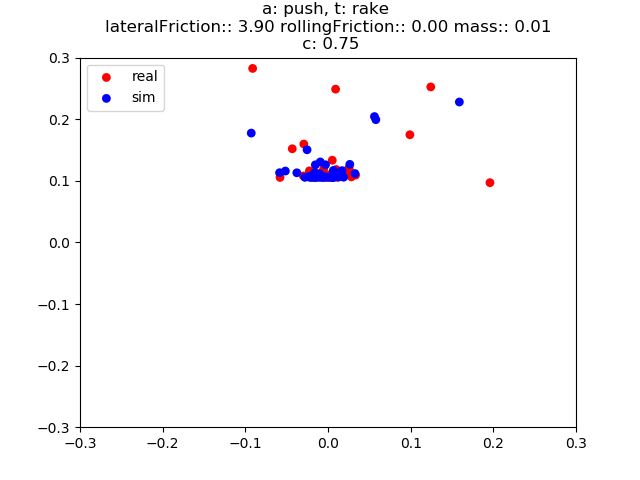 a: push, t: rake
lateralFriction:: 3.90 rollingFriction:: 0.00 mass:: 0.01
c: 0.75
real
sim
0.3
0.2
0.1
0.0
−0.1
−0.2
−0.3
−0.3 −0.2 −0.1 0.0 0.1 0.2 0.3